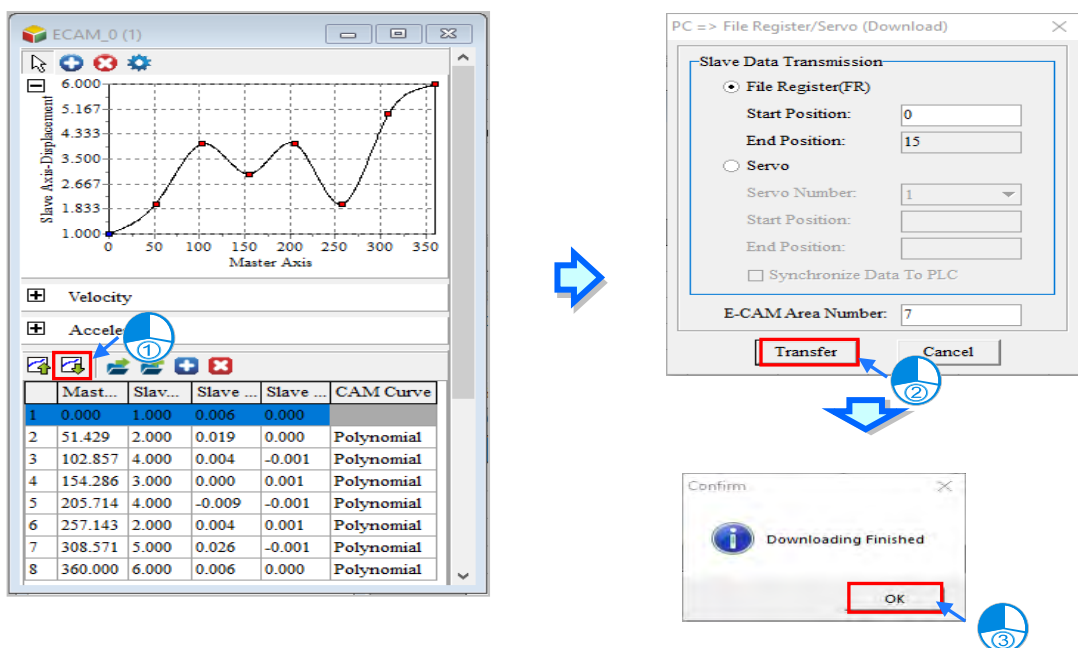 ECAM_0 (1)
6.000
5.167
4.333
3.500
2.667
1.833
1.000
Slave Axis-Displacement
0 50 100 150 200 250 300 350
Master Axis
Velocity
Accele
①
Mast... Slav... Slave ... Slave ... CAM Curve
1 0.000 1.000 0.006 0.000
2 51.429 2.000 0.019 0.000 Polynomial
3 102.857 4.000 0.004 -0.001 Polynomial
4 154.286 3.000 0.000 0.001 Polynomial
5 205.714 4.000 -0.009 -0.001 Polynomial
6 257.143 2.000 0.004 0.001 Polynomial
7 308.571 5.000 0.026 -0.001 Polynomial
8 360.000 6.000 0.006 0.000 Polynomial
PC => File Register/Servo (Download)
Slave Data Transmission
File Register(FR)
Start Position: 0
End Position: 15
Servo
Servo Number: 1
Start Position:
End Position:
Synchronize Data To PLC
E-CAM Area Number: 7
Transfer Cancel
②
Confirm
Downloading Finished
OK
③